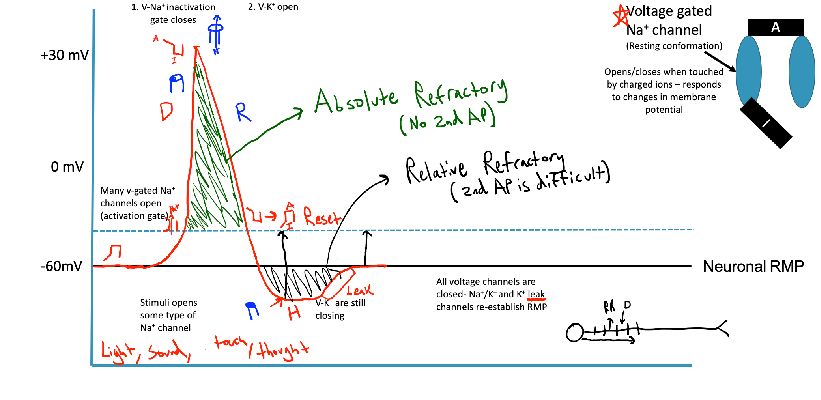 1. V-Na⁺ inactivation
gate closes
2. V-K⁺ open
Voltage gated
Na⁺ channel
(Resting conformation)
A
Opens/closes when touched
by charged ions – responds
to changes in membrane
potential
I
+30 mV
A
I
D
R
Absolute Refractory
(No 2nd AP)
0 mV
Relative Refractory
(2nd AP is difficult)
Many v-gated Na⁺
channels open
(activation gate)
A
I
Reset
-60mV
Neuronal RMP
Stimuli opens
some type of
Na⁺ channel
H
V-K⁺ are still
closing
Leak
All voltage channels are
closed- Na⁺/K⁺ and K⁺ leak
channels re-establish RMP
RR D
Light, sound, touch/thought